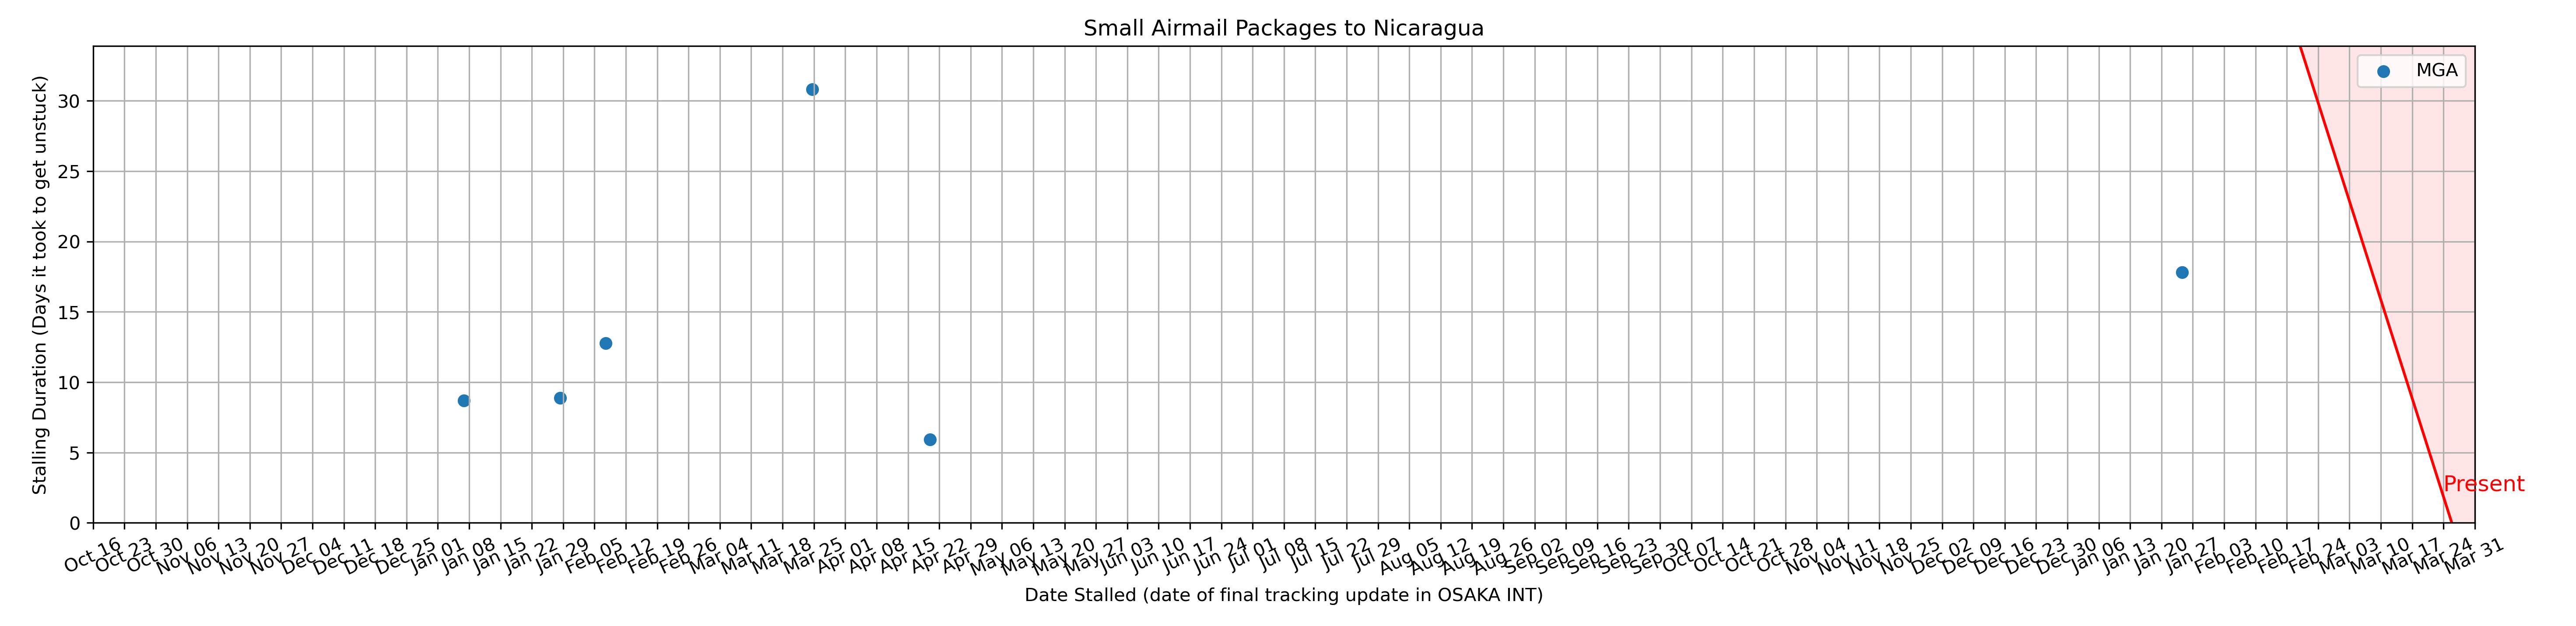 Small Airmail Packages to Nicaragua
MGA
Stalling Duration (Days it took to get unstuck)
30
25
20
15
10
5
0
Present
Oct 16
Oct 23
Oct 30
Nov 06
Nov 13
Nov 20
Nov 27
Dec 04
Dec 11
Dec 18
Dec 25
Jan 01
Jan 08
Jan 15
Jan 22
Jan 29
Feb 05
Feb 12
Feb 19
Feb 26
Mar 04
Mar 11
Mar 18
Mar 25
Apr 01
Apr 08
Apr 15
Apr 22
Apr 29
May 06
May 13
May 20
May 27
Jun 03
Jun 10
Jun 17
Jun 24
Jul 01
Jul 08
Jul 15
Jul 22
Jul 29
Aug 05
Aug 12
Aug 19
Aug 26
Sep 02
Sep 09
Sep 16
Sep 23
Sep 30
Oct 07
Oct 14
Oct 21
Oct 28
Nov 04
Nov 11
Nov 18
Nov 25
Dec 02
Dec 09
Dec 16
Dec 23
Dec 30
Jan 06
Jan 13
Jan 20
Jan 27
Feb 03
Feb 10
Feb 17
Feb 24
Mar 03
Mar 10
Mar 17
Mar 24
Mar 31
Date Stalled (date of final tracking update in OSAKA INT)